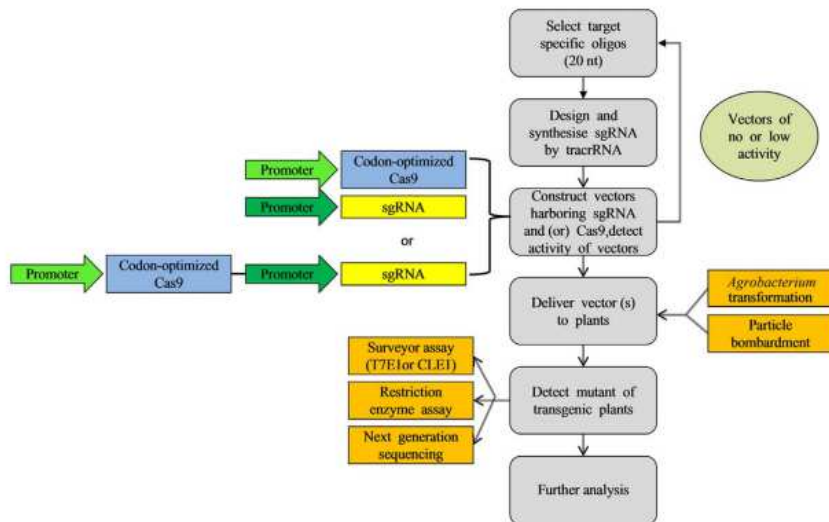 Select target
specific oligos
(20 nt)
Design and
synthesise sgRNA
by tracrRNA
Vectors of
no or low
activity
Promoter
Codon-optimized
Cas9
Promoter
sgRNA
or
Promoter
Codon-optimized
Cas9
Promoter
sgRNA
Construct vectors
harboring sgRNA
and (or) Cas9,detect
activity of vectors
Deliver vector (s)
to plants
Agrobacterium
transformation
Particle
bombardment
Surveyor assay
(T7E1or CLE1)
Restriction
enzyme assay
Next generation
sequencing
Detect mutant of
transgenic plants
Further analysis